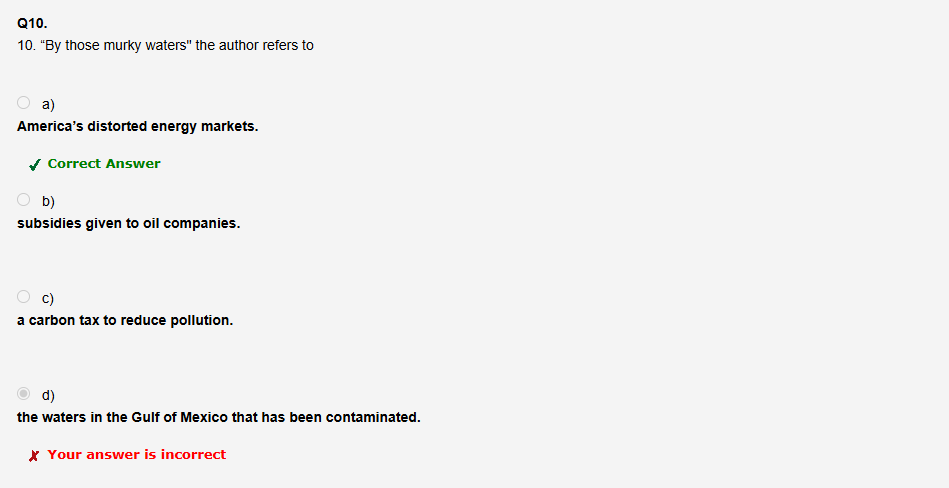 Q10.
10. “By those murky waters" the author refers to
a)
America’s distorted energy markets.
✓ Correct Answer
b)
subsidies given to oil companies.
c)
a carbon tax to reduce pollution.
d)
the waters in the Gulf of Mexico that has been contaminated.
✗ Your answer is incorrect